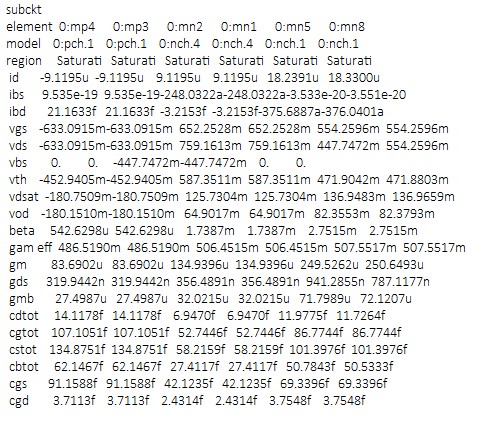 subckt
element 0:mp4 0:mp3 0:mn2 0:mn1 0:mn5 0:mn8
model 0:pch.1 0:pch.1 0:nch.4 0:nch.4 0:nch.1 0:nch.1
region Saturati Saturati Saturati Saturati Saturati Saturati
id -9.1195u -9.1195u 9.1195u 9.1195u 18.2391u 18.3300u
ibs 9.535e-19 9.535e-19-248.0322a-248.0322a-3.533e-20-3.551e-20
ibd 21.1633f 21.1633f -3.2153f -3.2153f-375.6887a-376.0401a
vgs -633.0915m-633.0915m 652.2528m 652.2528m 554.2596m 554.2596m
vds -633.0915m-633.0915m 759.1613m 759.1613m 447.7472m 554.2596m
vbs 0. 0. -447.7472m-447.7472m 0. 0.
vth -452.9405m-452.9405m 587.3511m 587.3511m 471.9042m 471.8803m
vdsat -180.7509m-180.7509m 125.7304m 125.7304m 136.9483m 136.9659m
vod -180.1510m-180.1510m 64.9017m 64.9017m 82.3553m 82.3793m
beta 542.6298u 542.6298u 1.7387m 1.7387m 2.7515m 2.7515m
gam eff 486.5190m 486.5190m 506.4515m 506.4515m 507.5517m 507.5517m
gm 83.6902u 83.6902u 134.9396u 134.9396u 249.5262u 250.6493u
gds 319.9442n 319.9442n 356.4891n 356.4891n 941.2855n 787.1177n
gmb 27.4987u 27.4987u 32.0215u 32.0215u 71.7989u 72.1207u
cdtot 14.1178f 14.1178f 6.9470f 6.9470f 11.9775f 11.7264f
cgtot 107.1051f 107.1051f 52.7446f 52.7446f 86.7744f 86.7744f
cstot 134.8751f 134.8751f 58.2159f 58.2159f 101.3976f 101.3976f
cbtot 62.1467f 62.1467f 27.4117f 27.4117f 50.7843f 50.5333f
cgs 91.1588f 91.1588f 42.1235f 42.1235f 69.3396f 69.3396f
cgd 3.7113f 3.7113f 2.4314f 2.4314f 3.7548f 3.7548f